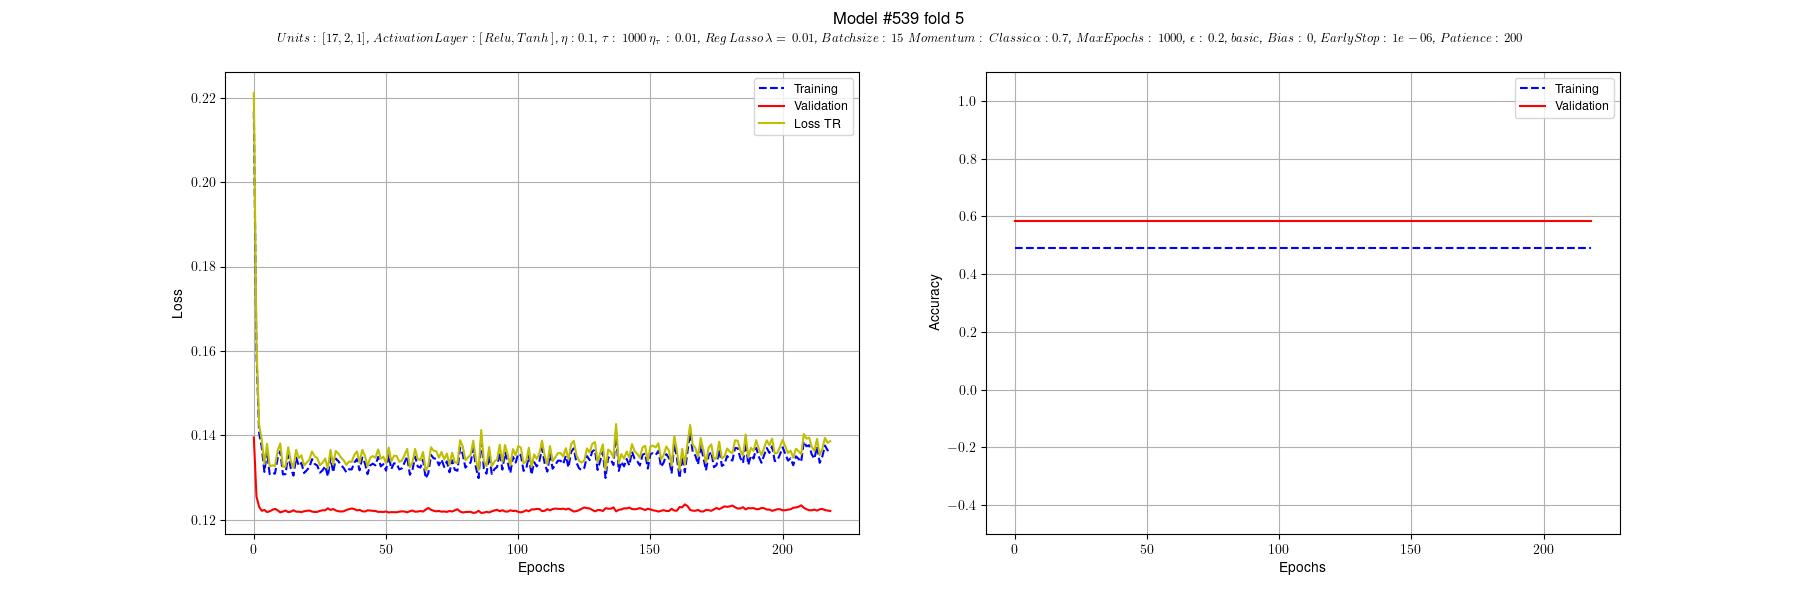 Model #539 fold 5
Units : [17, 2, 1], ActivationLayer : [Relu, Tanh], η : 0.1, τ : 1000 η_τ : 0.01, Reg Lasso λ = 0.01, Batchsize : 15 Momentum : Classic α : 0.7, MaxEpochs : 1000, ϵ : 0.2, basic, Bias : 0, EarlyStop : 1e − 06, Patience : 200
Training
Validation
Loss TR
0.22
0.20
0.18
0.16
0.14
0.12
Loss
0
50
100
150
200
Epochs
Training
Validation
1.0
0.8
0.6
0.4
0.2
0.0
−0.2
−0.4
Accuracy
0
50
100
150
200
Epochs